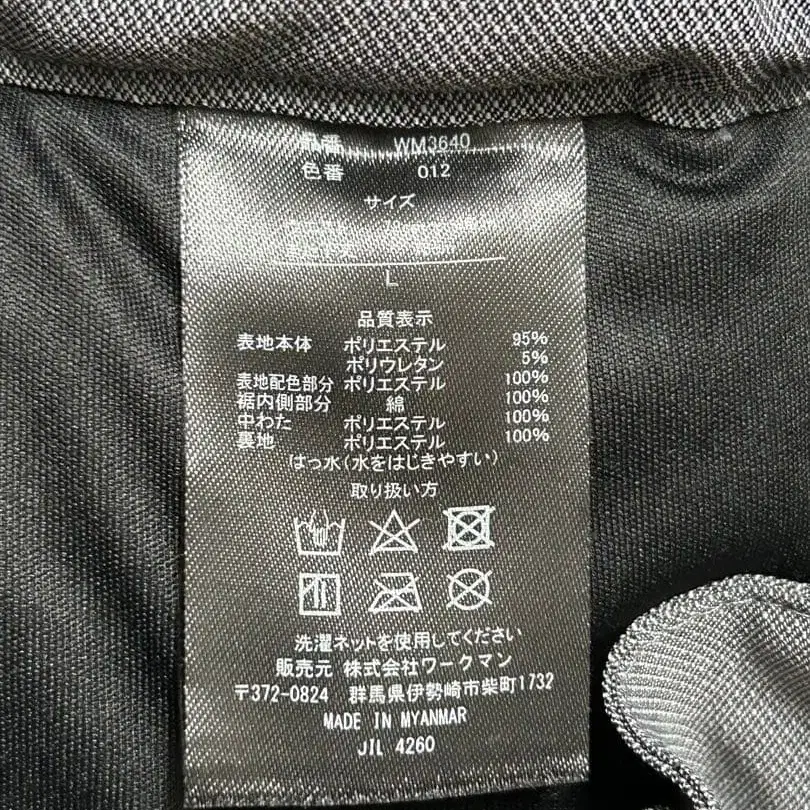 品番 WM3640
色番 012
サイズ
L
品質表示
表地本体 ポリエステル 95%
ポリウレタン 5%
表地配色部分 ポリエステル 100%
裾内側部分 綿 100%
中わた ポリエステル 100%
裏地 ポリエステル 100%
はっ水(水をはじきやすい)
取り扱い方
洗濯ネットを使用してください
販売元 株式会社ワークマン
〒372-0824 群馬県伊勢崎市柴町1732
MADE IN MYANMAR
JIL 4260